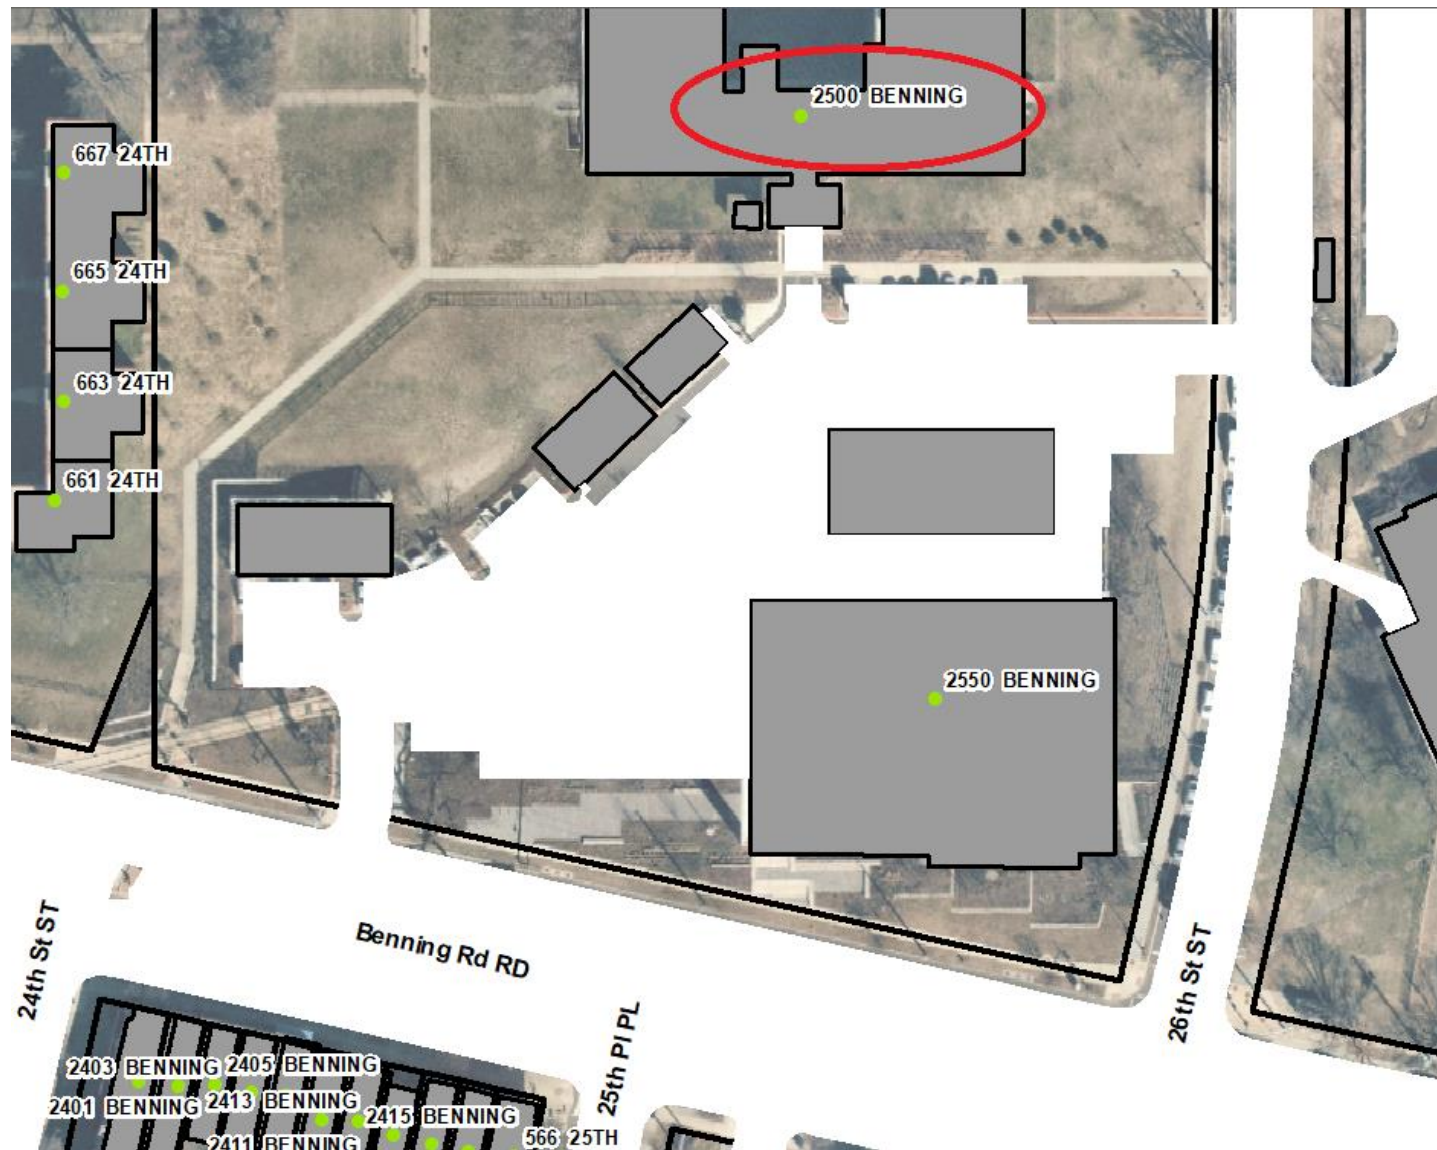 2500 BENNING
667 24TH
665 24TH
663 24TH
661 24TH
2550 BENNING
24th St ST
Benning Rd RD
25th Pl PL
26th St ST
2403 BENNING
2405 BENNING
2401 BENNING
2413 BENNING
2415 BENNING
2411 BENNING
566 25TH